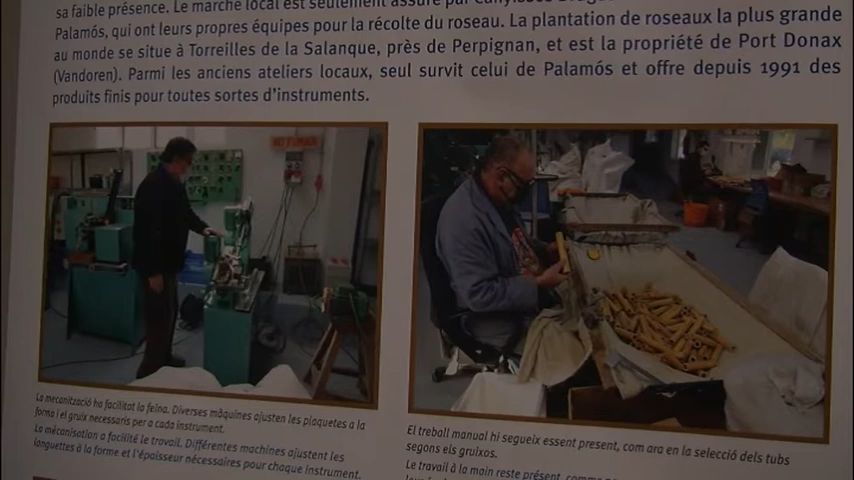 sa faible présence. Le marché local est seulement assuré par
Palamós, qui ont leurs propres équipes pour la récolte du roseau. La plantation de roseaux la plus grande
au monde se situe à Torreilles de la Salanque, près de Perpignan, et est la propriété de Port Donax
(Vandoren). Parmi les anciens ateliers locaux, seul survit celui de Palamós et offre depuis 1991 des
produits finis pour toutes sortes d'instruments.
NO FUMAR
La mecanització ha facilitat la feina. Diverses màquines ajusten les plaquetes a la
forma i el gruix necessaris per a cada instrument.
La mécanisation a facilité le travail. Différentes machines ajustent les
languettes à la forme et l'épaisseur nécessaires pour chaque instrument.
El treball manual hi segueix essent present, com ara en la selecció dels tubs
segons els gruixos.
Le travail à la main reste présent,